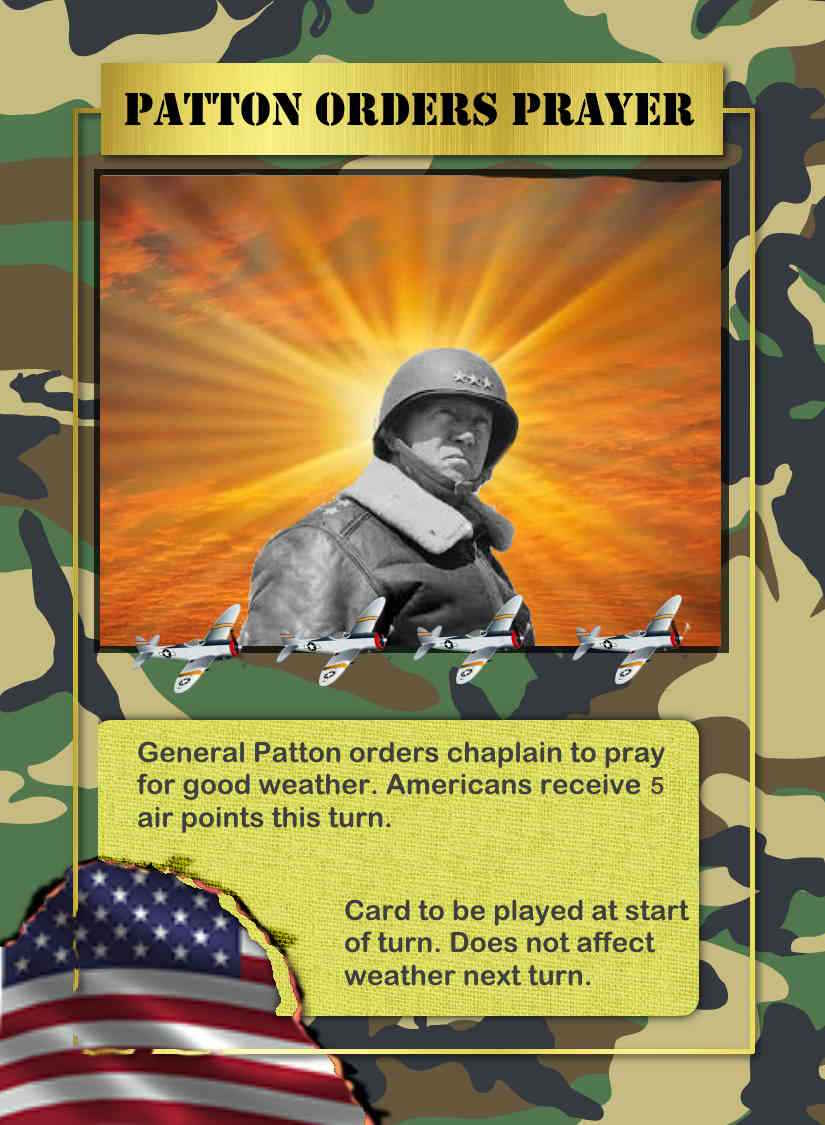 PATTON ORDERS PRAYER
General Patton orders chaplain to pray
for good weather. Americans receive 5
air points this turn.
Card to be played at start
of turn. Does not affect
weather next turn.